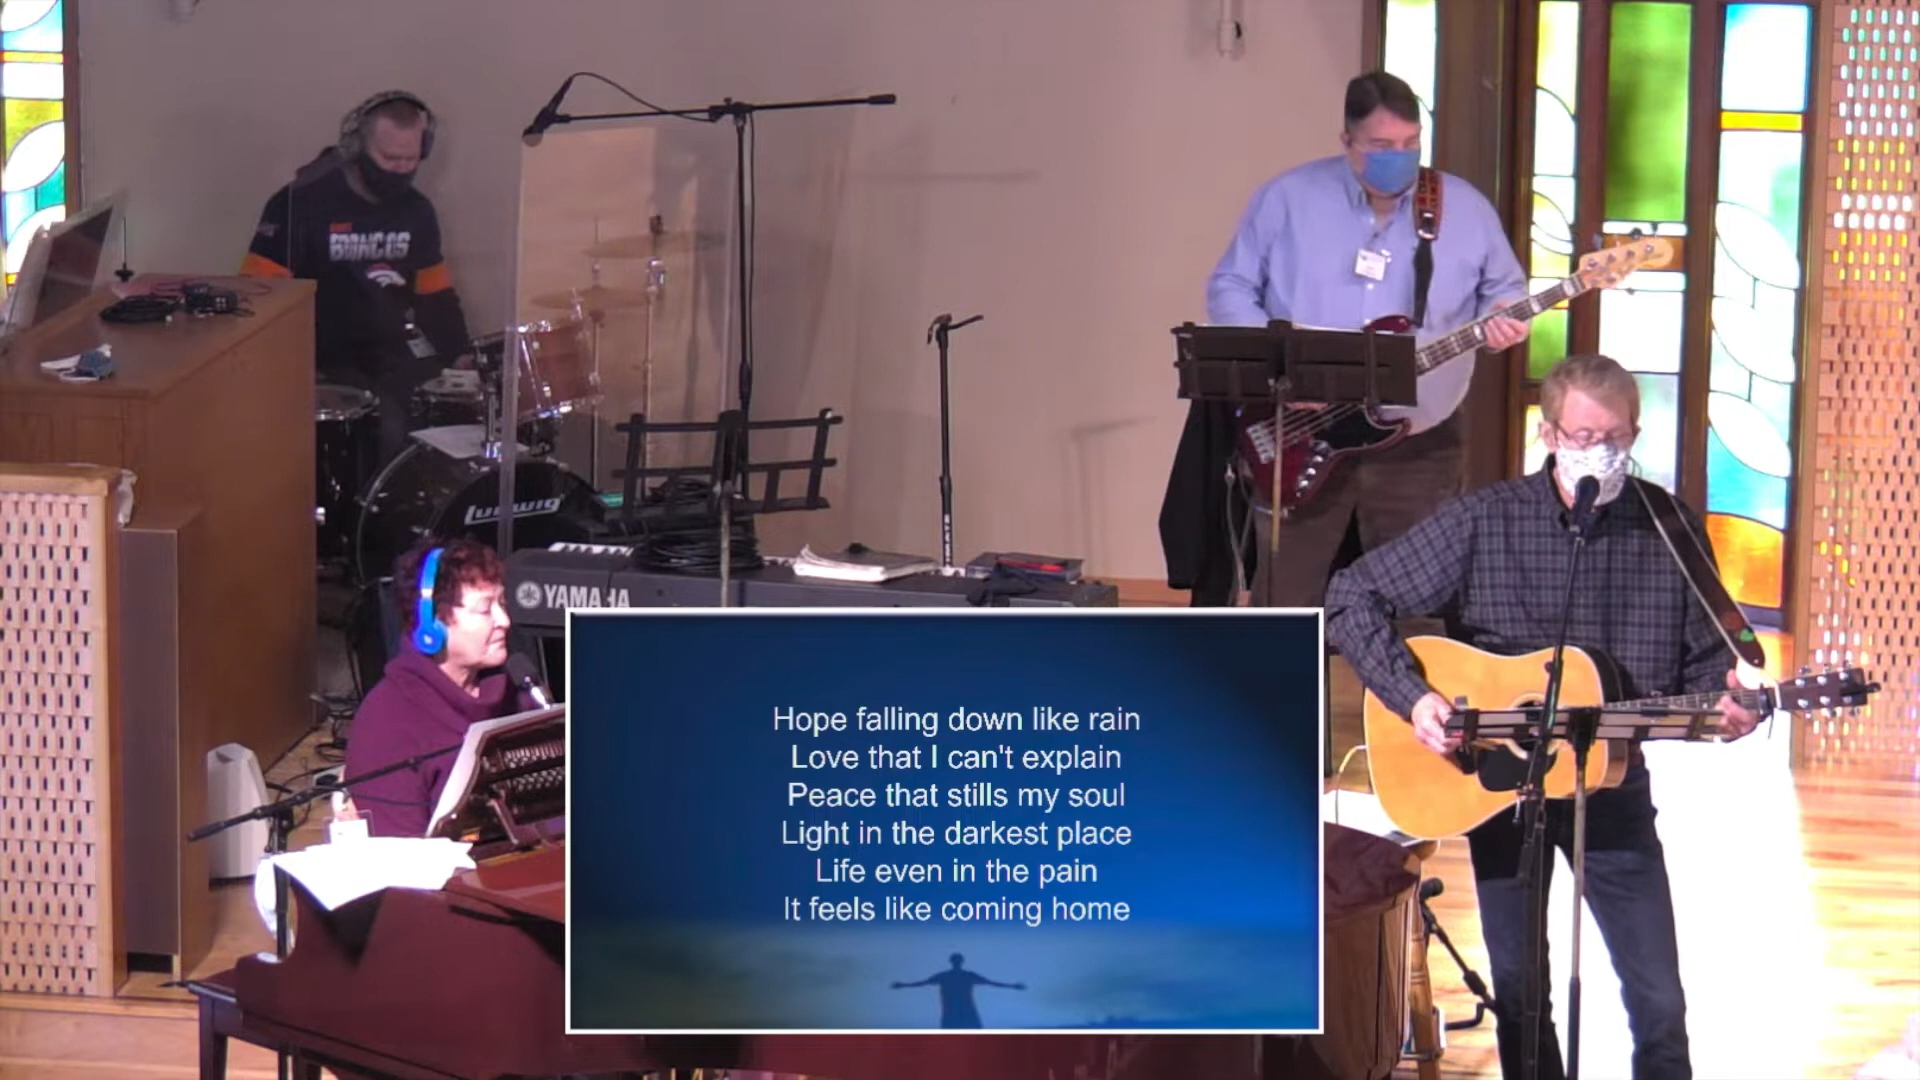 BRONCOS
Ludwig
YAMAHA
Hope falling down like rain
Love that I can't explain
Peace that stills my soul
Light in the darkest place
Life even in the pain
It feels like coming home